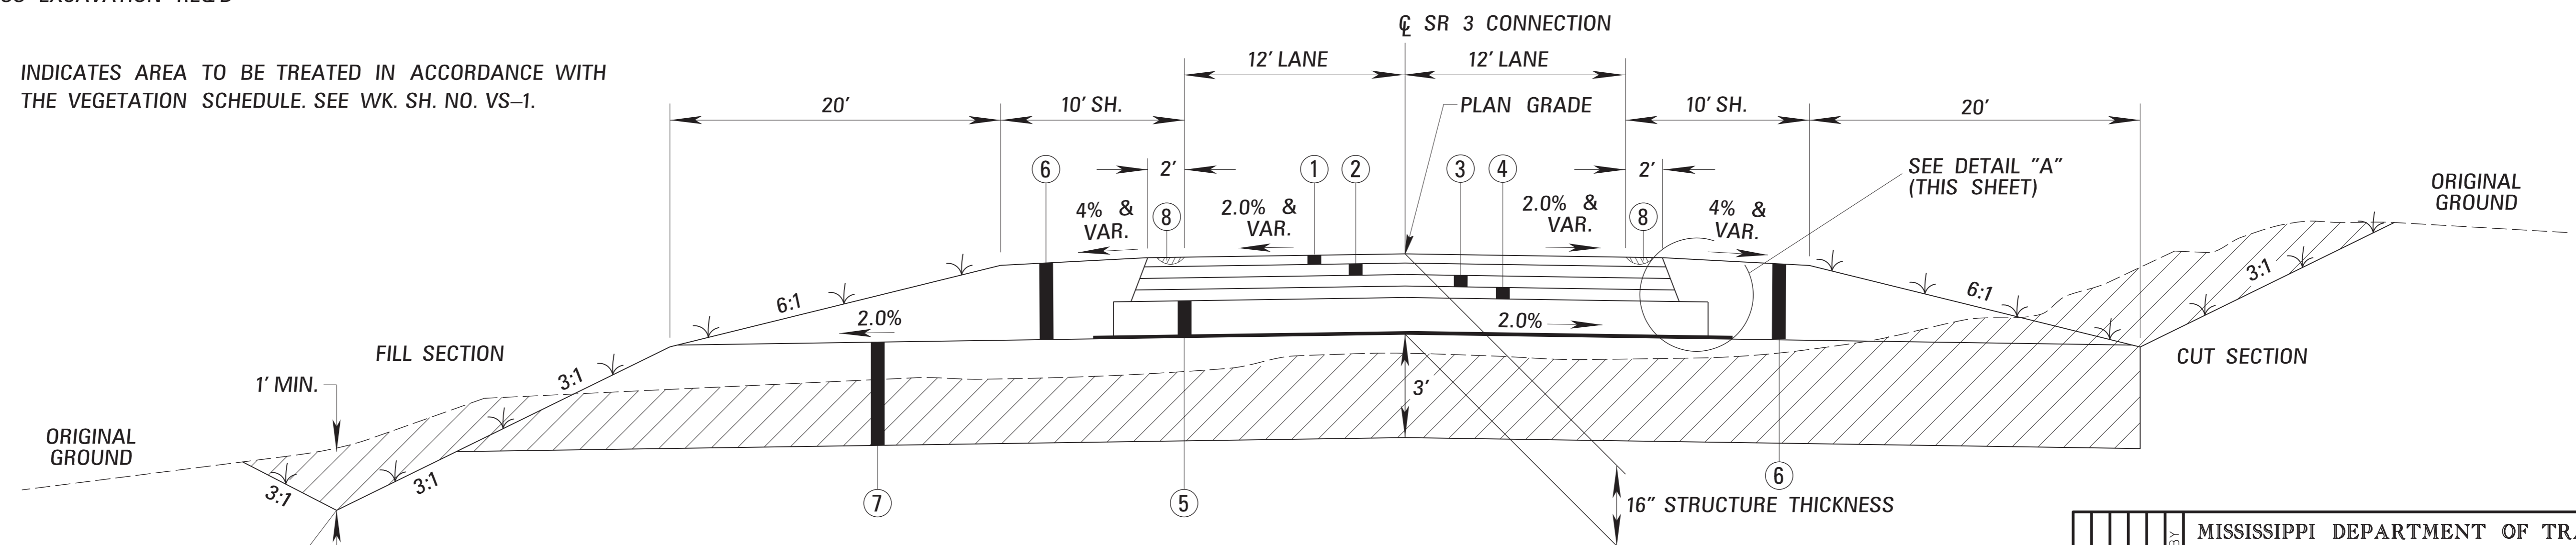 INDICATES AREA TO BE TREATED IN ACCORDANCE WITH
THE VEGETATION SCHEDULE. SEE WK. SH. NO. VS–1.
℄ SR 3 CONNECTION
12' LANE
12' LANE
20'
10' SH.
PLAN GRADE
10' SH.
20'
6
2'
1
2
3
4
2'
SEE DETAIL "A"
(THIS SHEET)
ORIGINAL
GROUND
4% &
VAR.
8
2.0% &
VAR.
2.0% &
VAR.
8
4% &
VAR.
6:1
2.0%
2.0%
6:1
3:1
FILL SECTION
CUT SECTION
1' MIN.
3:1
3'
ORIGINAL
GROUND
3:1
3:1
7
5
6
16" STRUCTURE THICKNESS
BY
MISSISSIPPI DEPARTMENT OF